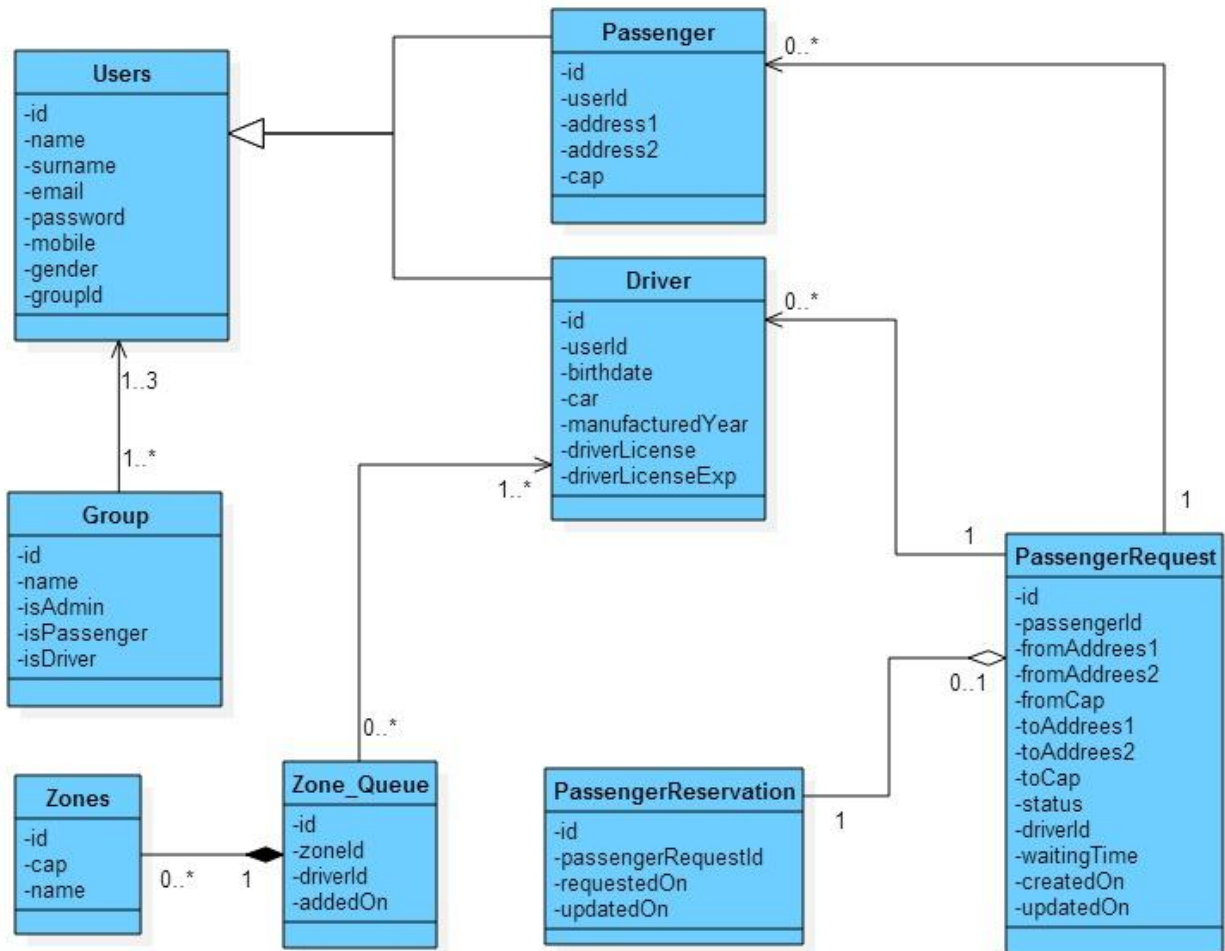 Users
-id
-name
-surname
-email
-password
-mobile
-gender
-groupId
Passenger
-id
-userId
-address1
-address2
-cap
0..*
Driver
-id
-userId
-birthdate
-car
-manufacturedYear
-driverLicense
-driverLicenseExp
0..*
1..3
1..*
1..*
1
1
Group
-id
-name
-isAdmin
-isPassenger
-isDriver
PassengerRequest
-id
-passengerId
-fromAddrees1
-fromAddrees2
-fromCap
-toAddrees1
-toAddrees2
-toCap
-status
-driverId
-waitingTime
-createdOn
-updatedOn
0..1
0..*
Zones
-id
-cap
-name
0..*
1
Zone_Queue
-id
-zoneId
-driverId
-addedOn
PassengerReservation
-id
-passengerRequestId
-requestedOn
-updatedOn
1